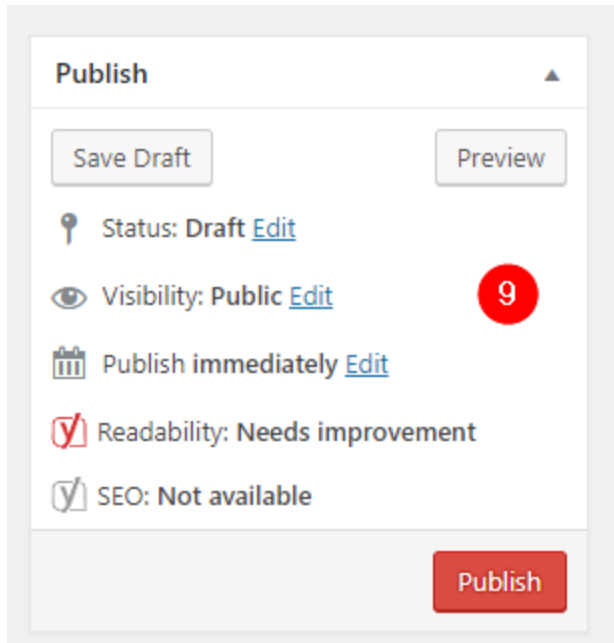 Publish
Save Draft Preview
Status: Draft Edit
Visibility: Public Edit
9
Publish immediately Edit
Readability: Needs improvement
SEO: Not available
Publish